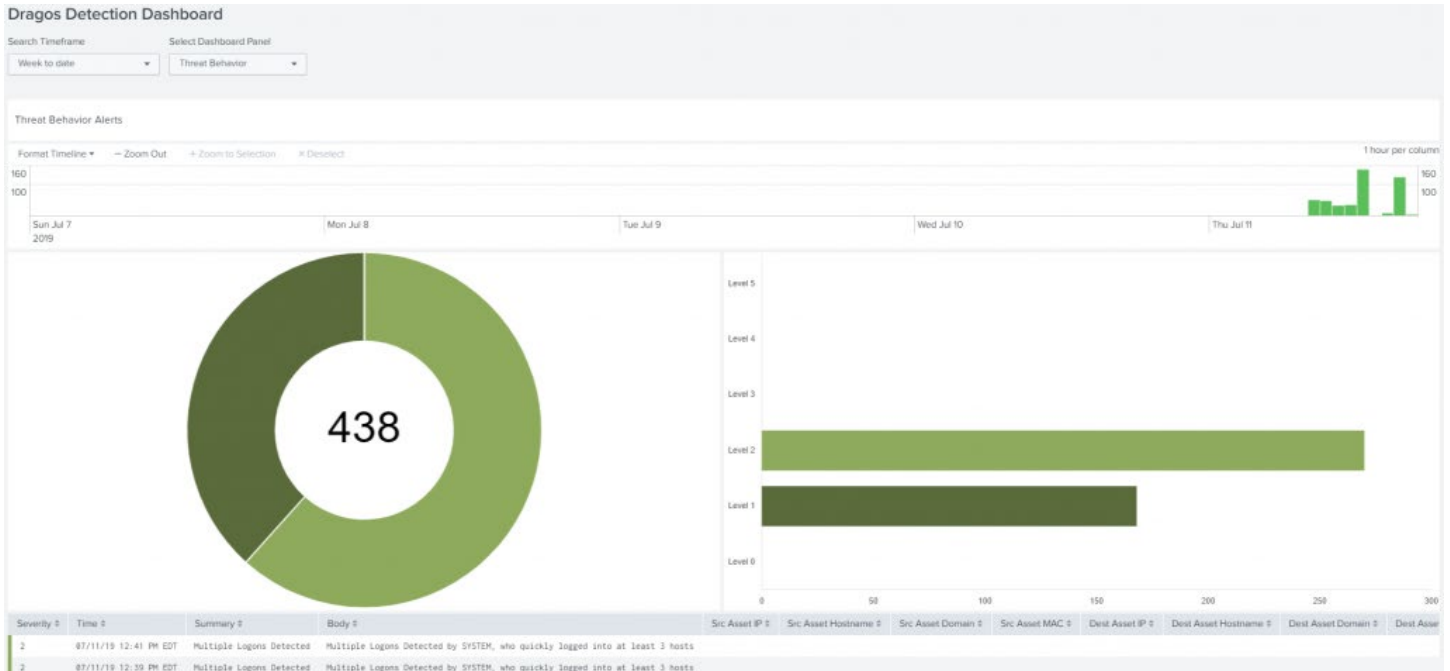 Dragos Detection Dashboard
Search Timeframe Select Dashboard Panel
Week to date Threat Behavior
Threat Behavior Alerts
Format Timeline — Zoom Out + Zoom to Selection × Deselect
1 hour per column
160 160
100 100
Sun Jul 7 Mon Jul 8 Tue Jul 9 Wed Jul 10 Thu Jul 11
2019
438
Level 5
Level 4
Level 3
Level 2
Level 1
Level 0
0 50 100 150 200 250 300
Severity Time Summary Body Src Asset IP Src Asset Hostname Src Asset Domain Src Asset MAC Dest Asset IP Dest Asset Hostname Dest Asset Domain Dest Asse
2 07/11/19 12:41 PM EDT Multiple Logons Detected Multiple Logons Detected by SYSTEM, who quickly logged into at least 3 hosts
2 07/11/19 12:39 PM EDT Multiple Logons Detected Multiple Logons Detected by SYSTEM, who quickly logged into at least 3 hosts